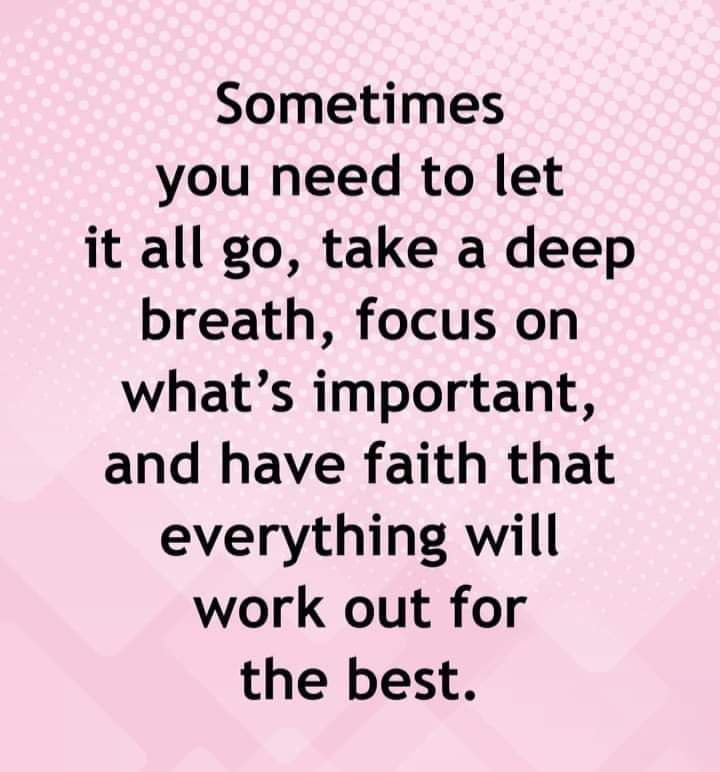 Sometimes
you need to let
it all go, take a deep
breath, focus on
what’s important,
and have faith that
everything will
work out for
the best.